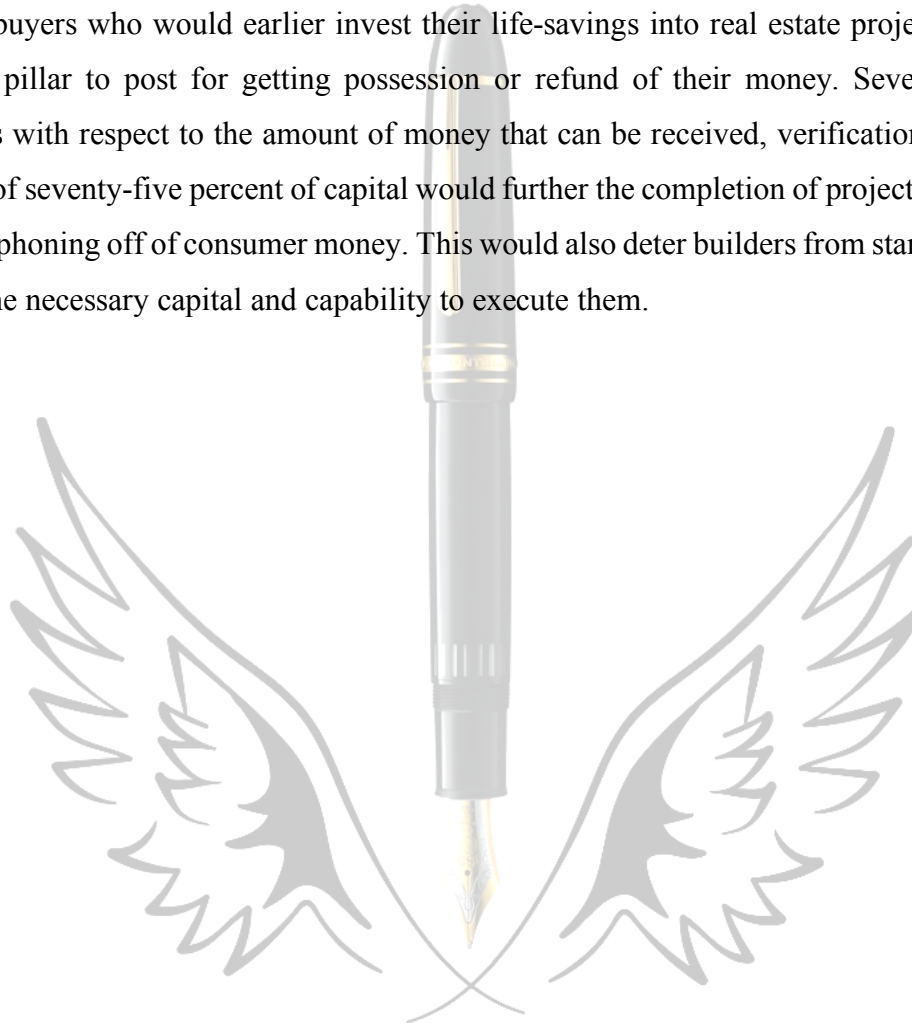 buyers who would earlier invest their life-savings into real estate proje
pillar to post for getting possession or refund of their money. Seve
s with respect to the amount of money that can be received, verification
of seventy-five percent of capital would further the completion of project
phoning off of consumer money. This would also deter builders from star
ne necessary capital and capability to execute them.